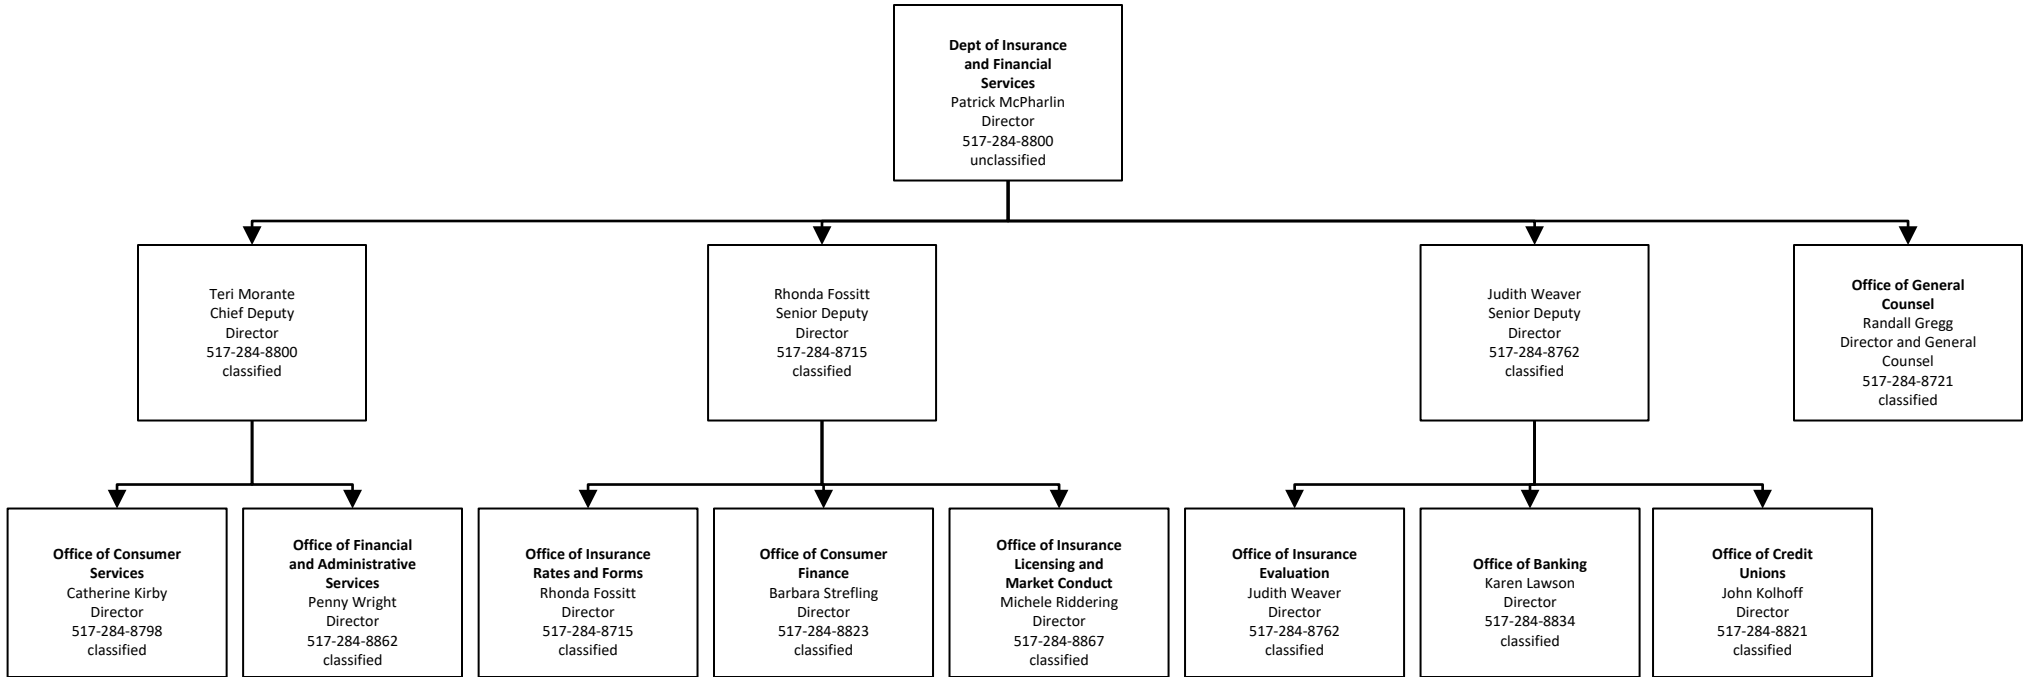 Dept of Insurance
and Financial
Services
Patrick McPharlin
Director
517-284-8800
unclassified
Teri Morante
Chief Deputy
Director
517-284-8800
classified
Rhonda Fossitt
Senior Deputy
Director
517-284-8715
classified
Judith Weaver
Senior Deputy
Director
517-284-8762
classified
Office of General
Counsel
Randall Gregg
Director and General
Counsel
517-284-8721
classified
Office of Consumer
Services
Catherine Kirby
Director
517-284-8798
classified
Office of Financial
and Administrative
Services
Penny Wright
Director
517-284-8862
classified
Office of Insurance
Rates and Forms
Rhonda Fossitt
Director
517-284-8715
classified
Office of Consumer
Finance
Barbara Strefling
Director
517-284-8823
classified
Office of Insurance
Licensing and
Market Conduct
Michele Riddering
Director
517-284-8867
classified
Office of Insurance
Evaluation
Judith Weaver
Director
517-284-8762
classified
Office of Banking
Karen Lawson
Director
517-284-8834
classified
Office of Credit
Unions
John Kolhoff
Director
517-284-8821
classified